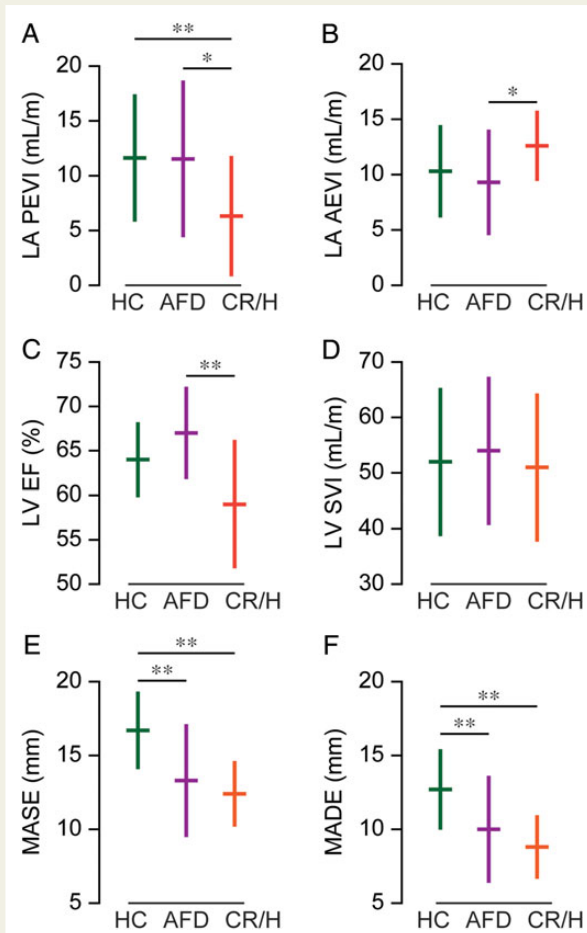 A
LA PEVI (mL/m)
20
15
10
5
0
**
*
HC AFD CR/H
B
LA AEVI (mL/m)
20
15
10
5
0
*
HC AFD CR/H
C
LV EF (%)
75
70
65
60
55
50
**
HC AFD CR/H
D
LV SVI (mL/m)
70
60
50
40
30
HC AFD CR/H
E
MASE (mm)
20
15
10
5
**
**
HC AFD CR/H
F
MADE (mm)
20
15
10
5
**
**
HC AFD CR/H